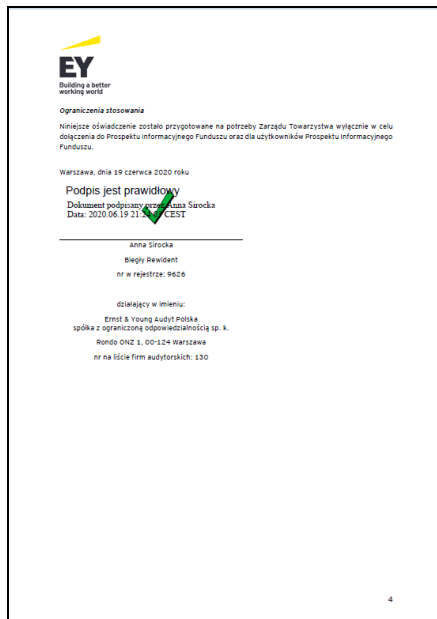 EY
Building a better
working world
Ograniczenia stosowania
Niniejsze oświadczenie zostało przygotowane na potrzeby Zarządu Towarzystwa wyłącznie w celu
dołączenia do Prospektu Informacyjnego Funduszu oraz dla użytkowników Prospektu Informacyjnego
Funduszu.
Warszawa, dnia 19 czerwca 2020 roku
Podpis jest prawidłowy
Dokument podpisany przez Anna Sirocka
Data: 2020.06.19 CEST
Anna Sirocka
Biegły Rewident
nr w rejestrze: 9626
działający w imieniu:
Ernst & Young Audyt Polska
spółka z ograniczoną odpowiedzialnością sp. k.
Rondo ONZ 1, 00-124 Warszawa
nr na liście firm audytorskich: 130
4